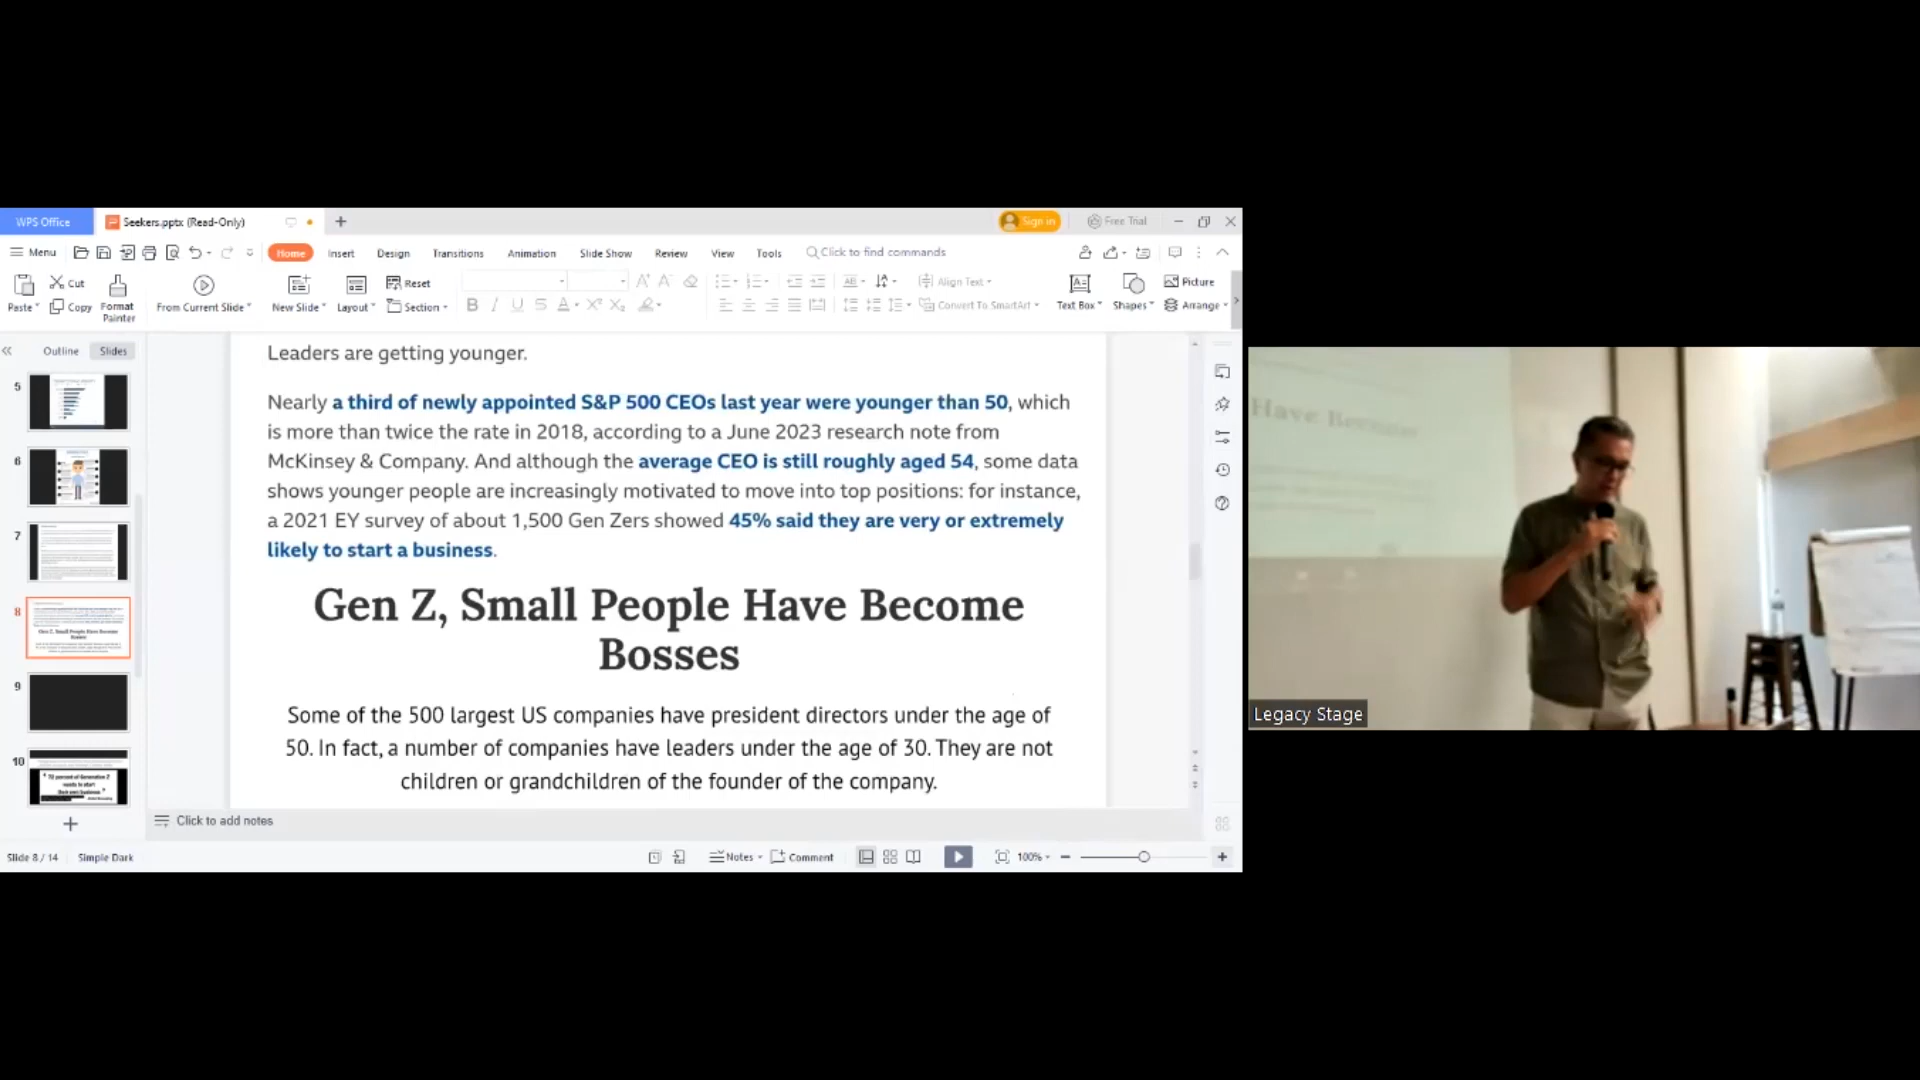 WPS Office
Seekers.pptx (Read-Only)
Sign in
Free Trial
Menu
Home
Insert
Design
Transitions
Animation
Slide Show
Review
View
Tools
Click to find commands
Paste
Cut
Copy
Format
Painter
From Current Slide
New Slide
Layout
Reset
Section
Align Text
Convert To SmartArt
Text Box
Shapes
Picture
Arrange
Outline
Slides
5
6
7
8
9
10
Leaders are getting younger.
Nearly a third of newly appointed S&P 500 CEOs last year were younger than 50, which
is more than twice the rate in 2018, according to a June 2023 research note from
McKinsey & Company. And although the average CEO is still roughly aged 54, some data
shows younger people are increasingly motivated to move into top positions: for instance,
a 2021 EY survey of about 1,500 Gen Zers showed 45% said they are very or extremely
likely to start a business.
Gen Z, Small People Have Become
Bosses
Some of the 500 largest US companies have president directors under the age of
50. In fact, a number of companies have leaders under the age of 30. They are not
children or grandchildren of the founder of the company.
Click to add notes
Slide 8 / 14
Simple Dark
Notes
Comment
100%
Have Become
Legacy Stage